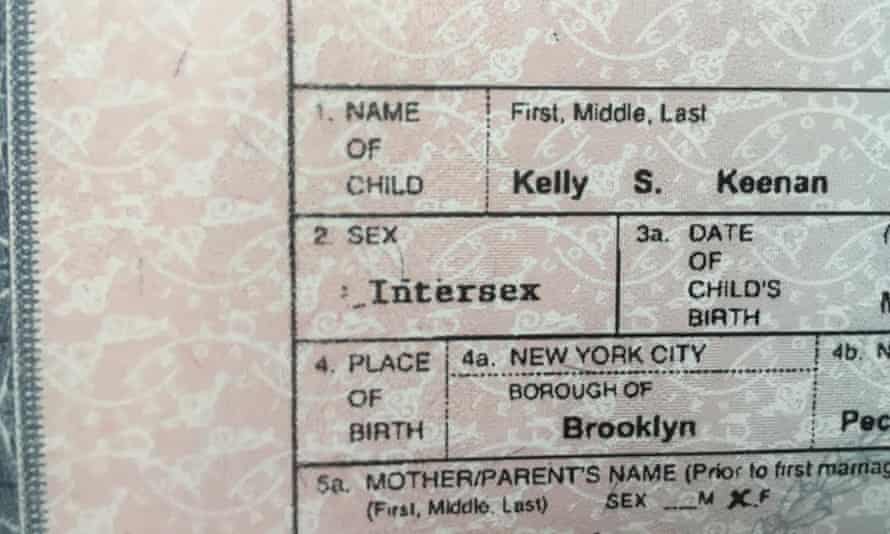 1. NAME OF CHILD
First, Middle, Last
Kelly S. Keenan
2. SEX
Intersex
3a. DATE OF CHILD'S BIRTH
4. PLACE OF BIRTH
4a. NEW YORK CITY
BOROUGH OF
Brooklyn
4b.
5a. MOTHER/PARENT'S NAME (Prior to first
(First, Middle, Last) SEX __M X F